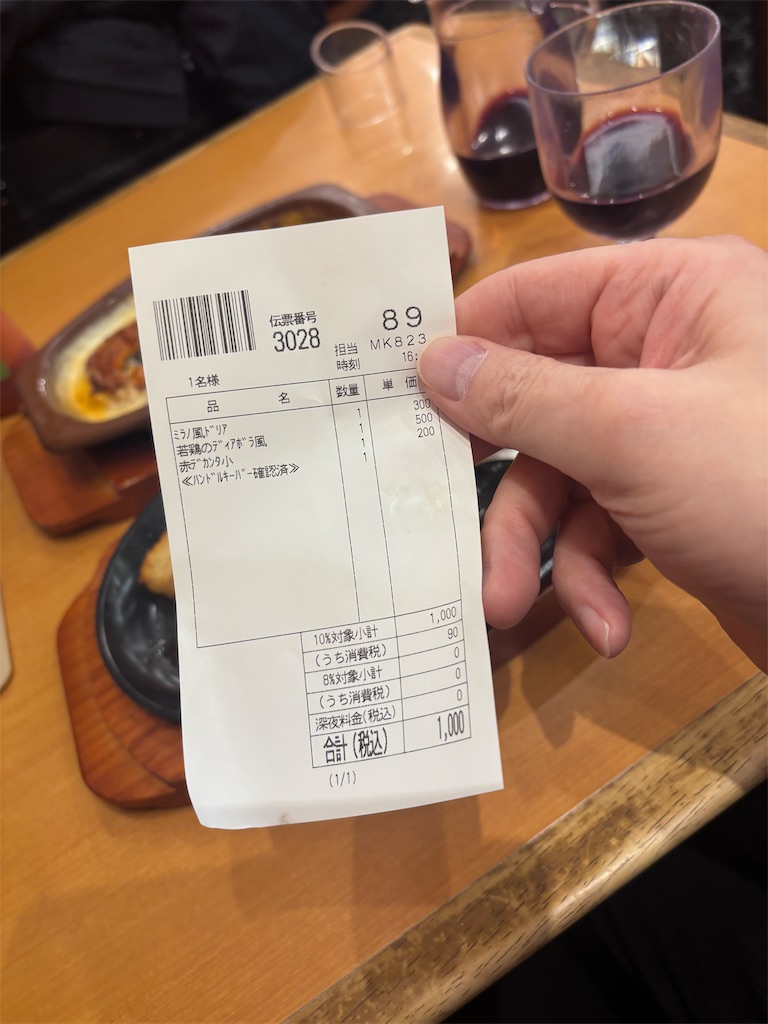 伝票番号 89
3028 担当 MK823
時刻 16:
1名様
品 名 数量 単 価
ミラノ風ドリア 1 300
若鶏のディアボラ風 1 500
赤デカンタ小 1 200
≪ハンドルキーパー確認済≫ 1
10%対象小計 1,000
(うち消費税) 90
8%対象小計 0
(うち消費税) 0
深夜料金(税込) 0
合計(税込) 1,000
(1/1)